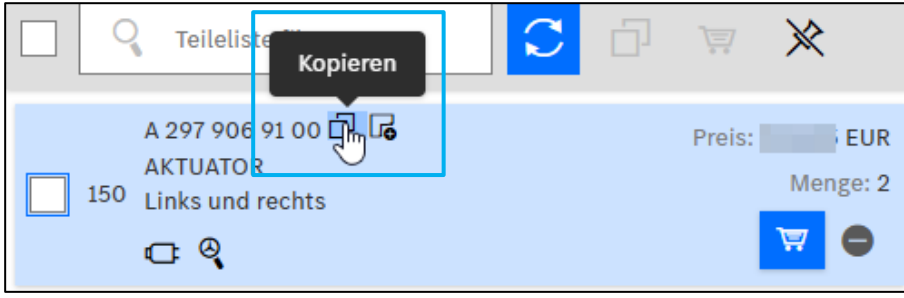 Teileliste
Kopieren
A 297 906 91 00
AKTUATOR
150
Links und rechts
Preis: EUR
Menge: 2